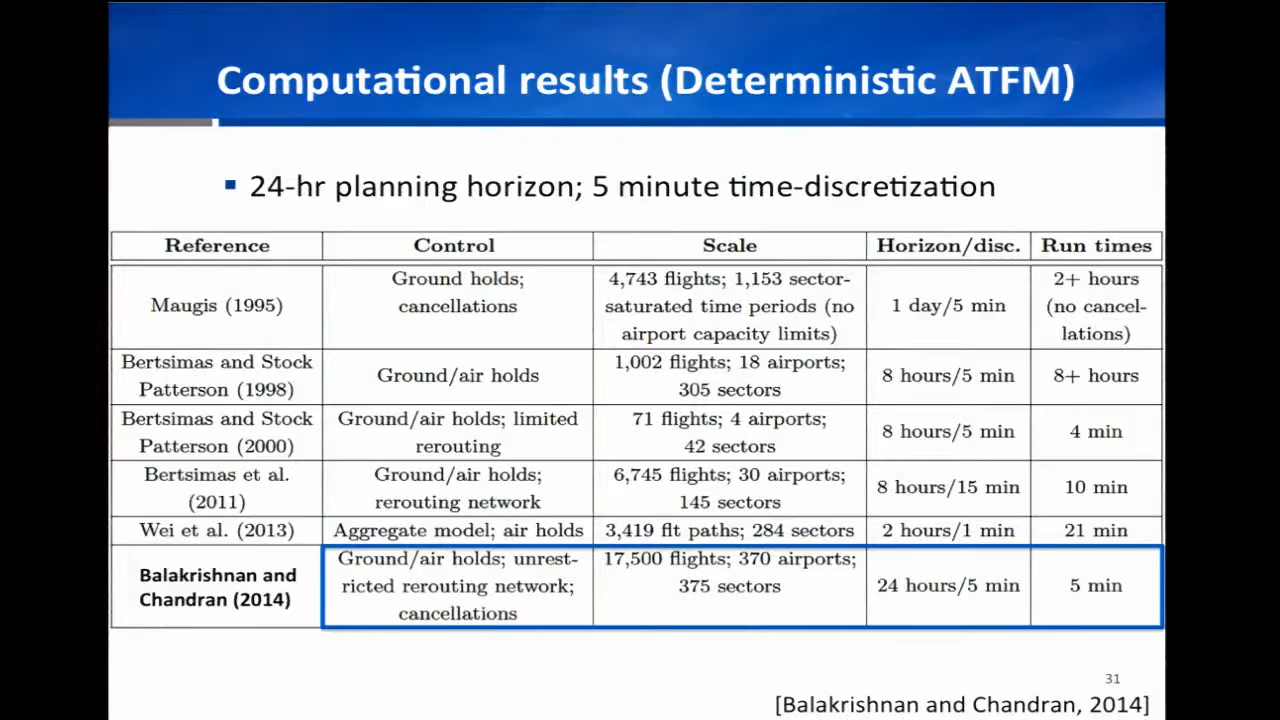 Computational results (Deterministic ATFM)
24-hr planning horizon; 5 minute time-discretization
Reference Control Scale Horizon/disc. Run times
Maugis (1995)
Ground holds;
cancellations
4,743 flights; 1,153 sector-
saturated time periods (no
airport capacity limits)
1 day/5 min
2+ hours
(no cancel-
lations)
Bertsimas and Stock
Patterson (1998)
Ground/air holds
1,002 flights; 18 airports;
305 sectors
8 hours/5 min
8+ hours
Bertsimas and Stock
Patterson (2000)
Ground/air holds; limited
rerouting
71 flights; 4 airports;
42 sectors
8 hours/5 min
4 min
Bertsimas et al.
(2011)
Ground/air holds;
rerouting network
6,745 flights; 30 airports;
145 sectors
8 hours/15 min
10 min
Wei et al. (2013)
Aggregate model; air holds
3,419 flt paths; 284 sectors
2 hours/1 min
21 min
Balakrishnan and
Chandran (2014)
Ground/air holds; unrest-
ricted rerouting network;
cancellations
17,500 flights; 370 airports;
375 sectors
24 hours/5 min
5 min
31
[Balakrishnan and Chandran, 2014]